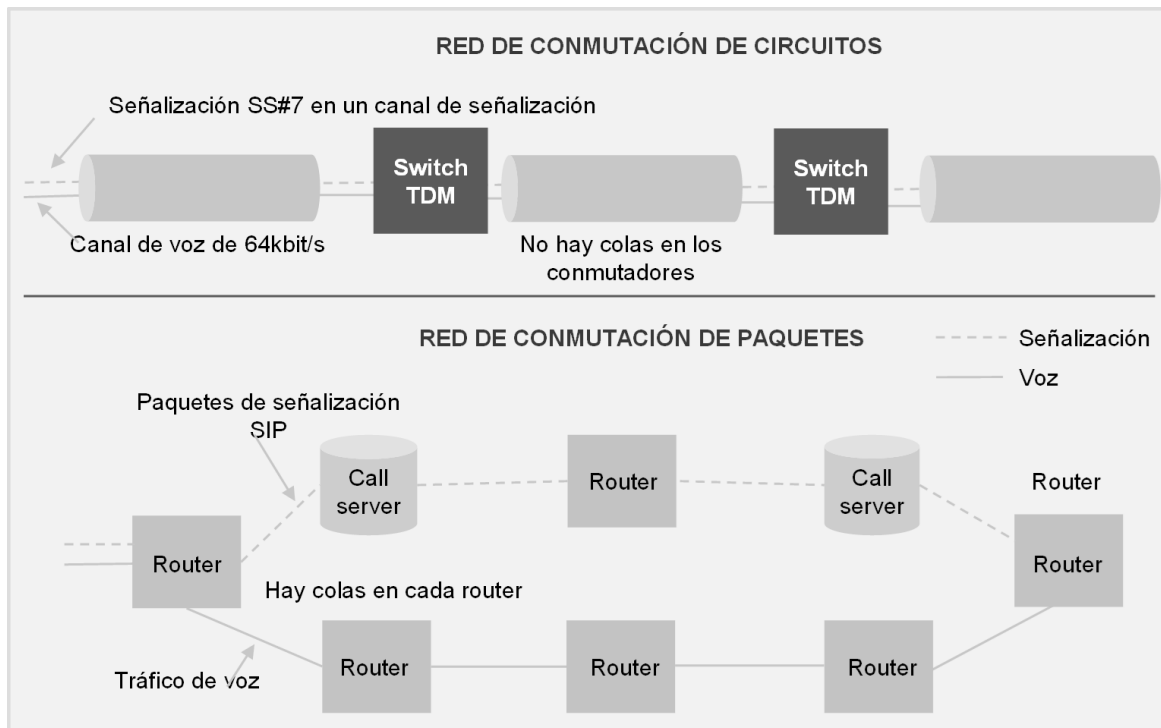 RED DE CONMUTACIÓN DE CIRCUITOS
Señalización SS#7 en un canal de señalización
Switch
TDM
Switch
TDM
Canal de voz de 64kbit/s
No hay colas en los
conmutadores
RED DE CONMUTACIÓN DE PAQUETES
Señalización
Voz
Paquetes de señalización
SIP
Call
server
Router
Call
server
Router
Router
Router
Hay colas en cada router
Router
Router
Router
Tráfico de voz